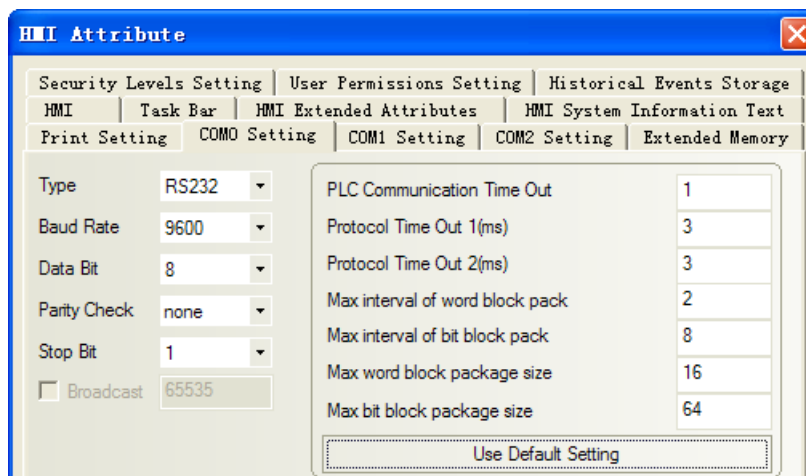 HMI Attribute
Security Levels Setting User Permissions Setting Historical Events Storage
HMI Task Bar HMI Extended Attributes HMI System Information Text
Print Setting COM0 Setting COM1 Setting COM2 Setting Extended Memory
Type RS232 PLC Communication Time Out 1
Baud Rate 9600 Protocol Time Out 1(ms) 3
Data Bit 8 Protocol Time Out 2(ms) 3
Parity Check none Max interval of word block pack 2
Stop Bit 1 Max interval of bit block pack 8
Broadcast 65535 Max word block package size 16
Max bit block package size 64
Use Default Setting